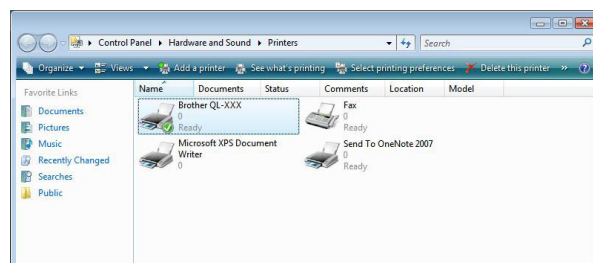 Control Panel ▸ Hardware and Sound ▸ Printers Search
Organize Views Add a printer See what's printing Select printing preferences Delete this printer »
Favorite Links
Documents
Pictures
Music
Recently Changed
Searches
Public
Name Documents Status Comments Location Model
Brother QL-XXX
0
Ready
Fax
0
Ready
Microsoft XPS Document
Writer
0
Send To OneNote 2007
0
Ready